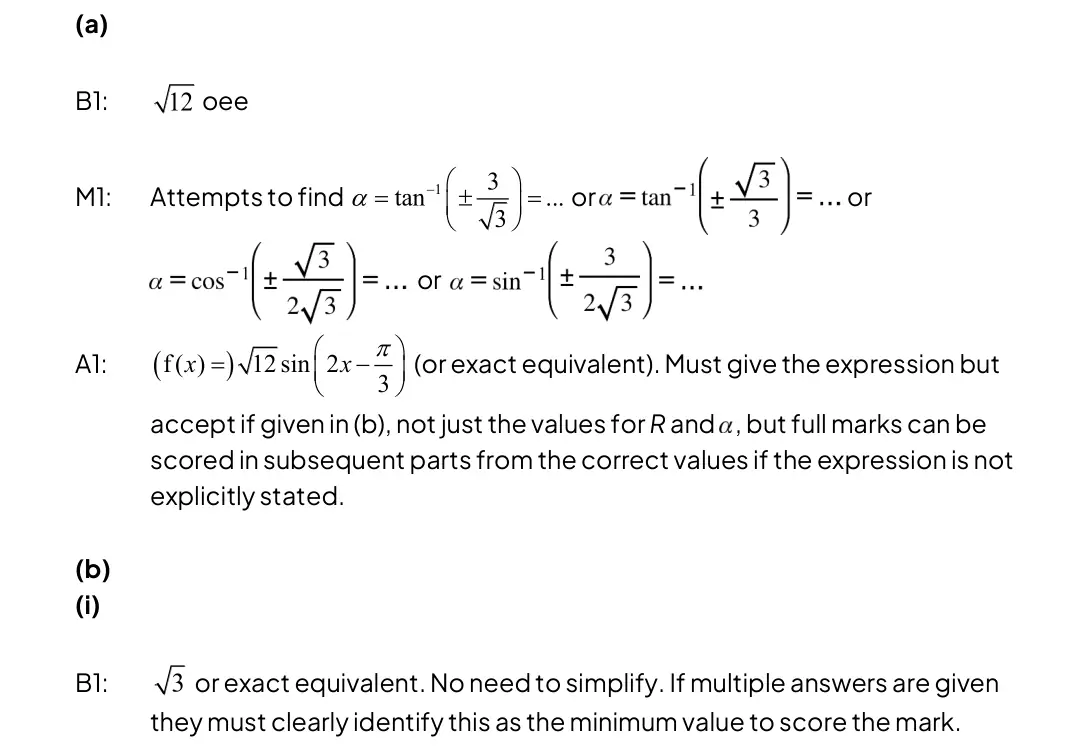 (a)
B1: √12 oee
M1: Attempts to find α = tan⁻¹(± 3/√3) = ... or α = tan⁻¹(± √3/3) = ... or
α = cos⁻¹(± √3/2√3) = ... or α = sin⁻¹(± 3/2√3) = ...
A1: (f(x) =) √12 sin(2x − π/3) (or exact equivalent). Must give the expression but
accept if given in (b), not just the values for R and α, but full marks can be
scored in subsequent parts from the correct values if the expression is not
explicitly stated.
(b)
(i)
B1: √3 or exact equivalent. No need to simplify. If multiple answers are given
they must clearly identify this as the minimum value to score the mark.